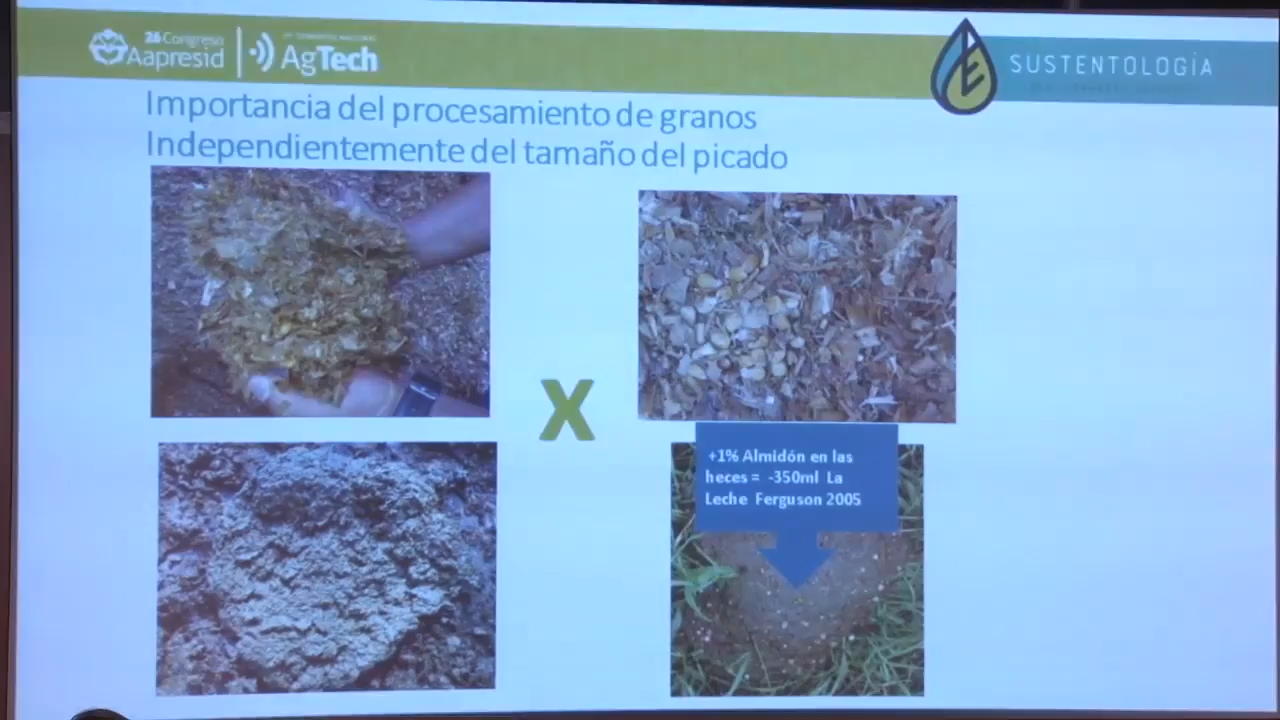 26 Congreso
Aapresid
AgTech
SUSTENTOLOGÍA
Importancia del procesamiento de granos
Independientemente del tamaño del picado
X
+1% Almidón en las
heces = -350ml La
Leche Ferguson 2005